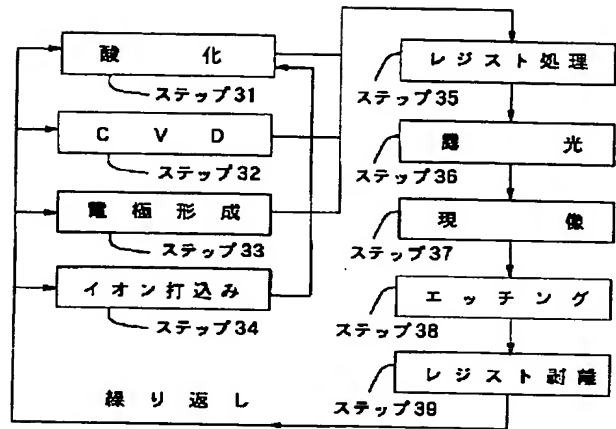 酸化
ステップ31
CVD
ステップ32
電極形成
ステップ33
イオン打込み
ステップ34
レジスト処理
ステップ35
露光
ステップ36
現像
ステップ37
エッチング
ステップ38
レジスト剥離
ステップ39
繰り返し